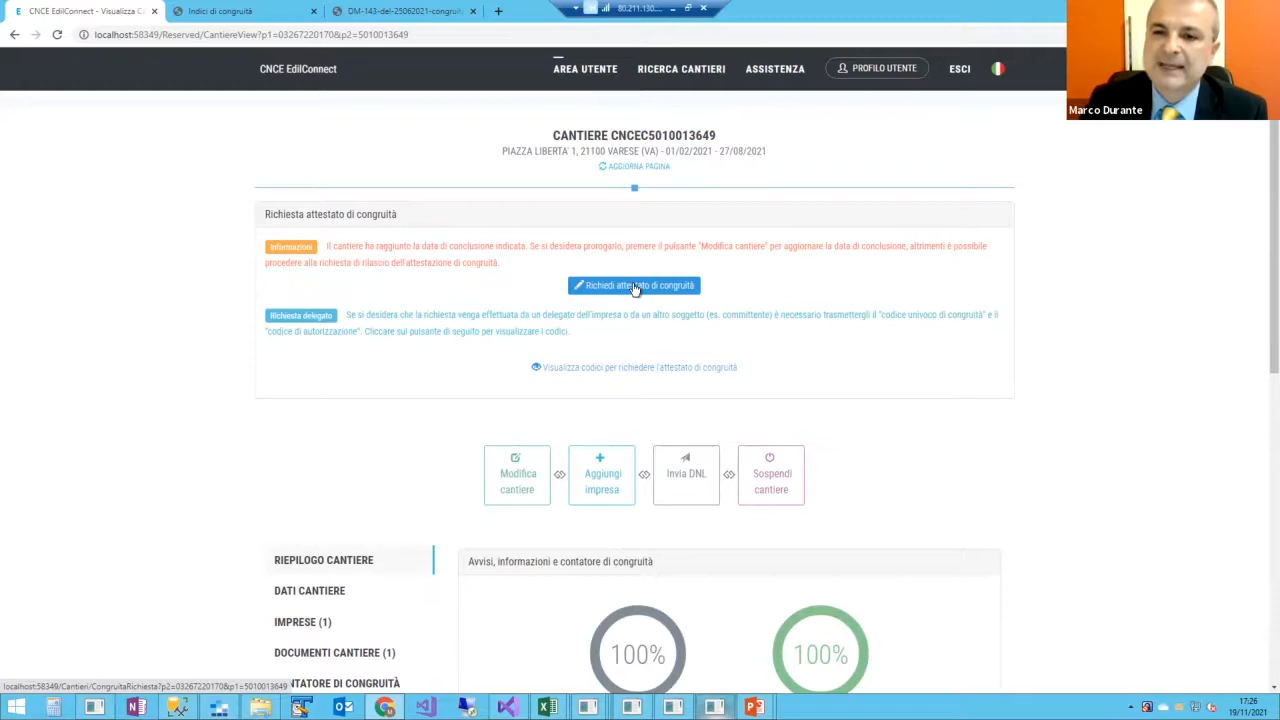 CNCE EdilConnect - Visualizza C
Indici di congruità
DM-143-del-25062021-congruit
80.211.130....
localhost:58349/Reserved/CantiereView?p1=03267220170&p2=5010013649
CNCE EdilConnect
AREA UTENTE
RICERCA CANTIERI
ASSISTENZA
PROFILO UTENTE
ESCI
Marco Durante
CANTIERE CNCEC5010013649
PIAZZA LIBERTA' 1, 21100 VARESE (VA) - 01/02/2021 - 27/08/2021
AGGIORNA PAGINA
Richiesta attestato di congruità
Informazioni Il cantiere ha raggiunto la data di conclusione indicata. Se si desidera prorogarlo, premere il pulsante "Modifica cantiere" per aggiornare la data di conclusione, altrimenti è possibile
procedere alla richiesta di rilascio dell'attestazione di congruità.
Richiedi attestato di congruità
Richiesta delegato Se si desidera che la richiesta venga effettuata da un delegato dell'impresa o da un altro soggetto (es. committente) è necessario trasmettergli il "codice univoco di congruità" e il
"codice di autorizzazione". Cliccare sul pulsante di seguito per visualizzare i codici.
Visualizza codici per richiedere l'attestato di congruità
Modifica
cantiere
Aggiungi
impresa
Invia DNL
Sospendi
cantiere
RIEPILOGO CANTIERE
DATI CANTIERE
IMPRESE (1)
DOCUMENTI CANTIERE (1)
NTATORE DI CONGRUITÀ
Avvisi, informazioni e contatore di congruità
100%
100%
localhost:58349/Cantieri/CongruitaRichiesta?p2=03267220170&p1=5010013649
17:26
19/11/2021